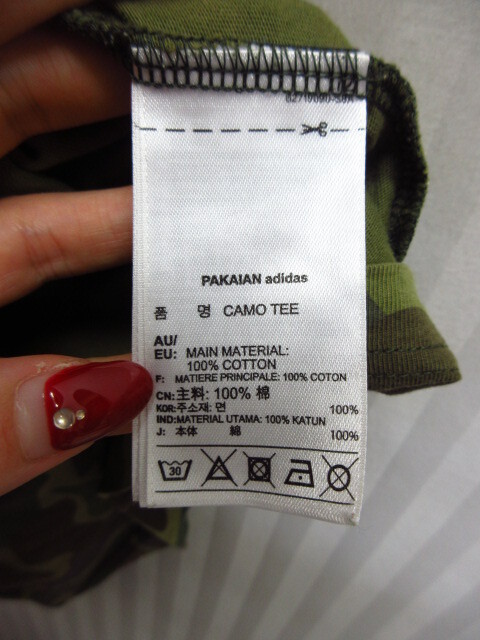 PAKAIAN adidas
품 명 CAMO TEE
AU/
EU: MAIN MATERIAL:
100% COTTON
F: MATIERE PRINCIPALE: 100% COTON
CN: 主料: 100% 棉
KOR: 주소재: 면 100%
IND: MATERIAL UTAMA: 100% KATUN
J: 本体 綿 100%
30